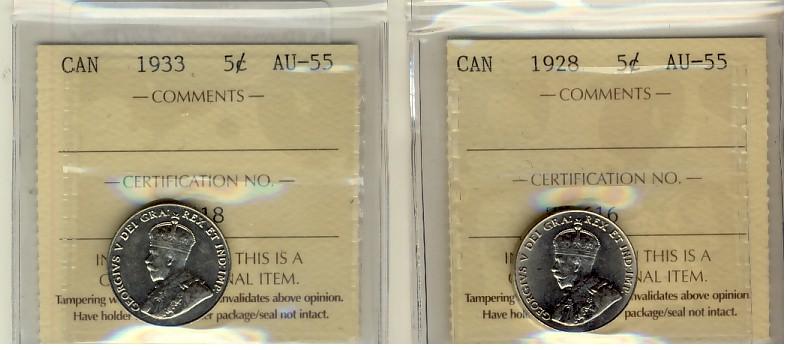 CAN 1933 5¢ AU-55
— COMMENTS —
— CERTIFICATION NO. —
18
THIS IS A
NAL ITEM.
Tampering invalidates above opinion.
Have holder package/seal not intact.
GEORGIVS V DEI GRA: REX ET IND:IMP:
CAN 1928 5¢ AU-55
— COMMENTS —
— CERTIFICATION NO. —
16
THIS IS A
NAL ITEM.
Tampering invalidates above opinion
Have package/seal not intact.
GEORGIVS V DEI GRA: REX ET IND:IMP: